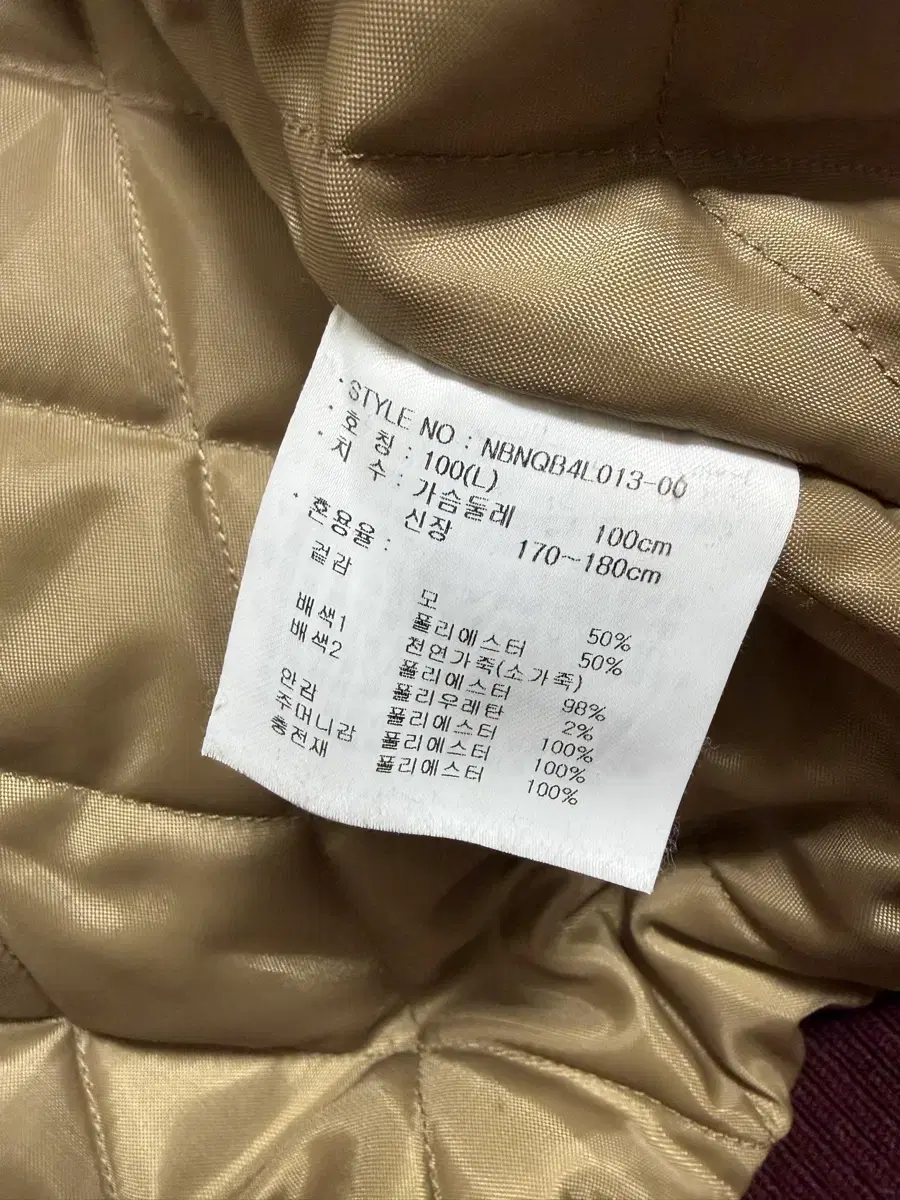 · STYLE NO : NBNQB4L013-00
· 호 칭 : 100(L)
· 치 수 : 가슴둘레 100cm
신장 170~180cm
· 혼용율 :
겉감 모 50%
폴리에스터 50%
배색1 천연가죽(소가죽)
배색2 폴리에스터 98%
폴리우레탄 2%
안감 폴리에스터 100%
주머니감 폴리에스터 100%
충전재 폴리에스터 100%